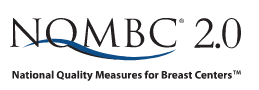 NQMBC® 2.0
National Quality Measures for Breast Centers™